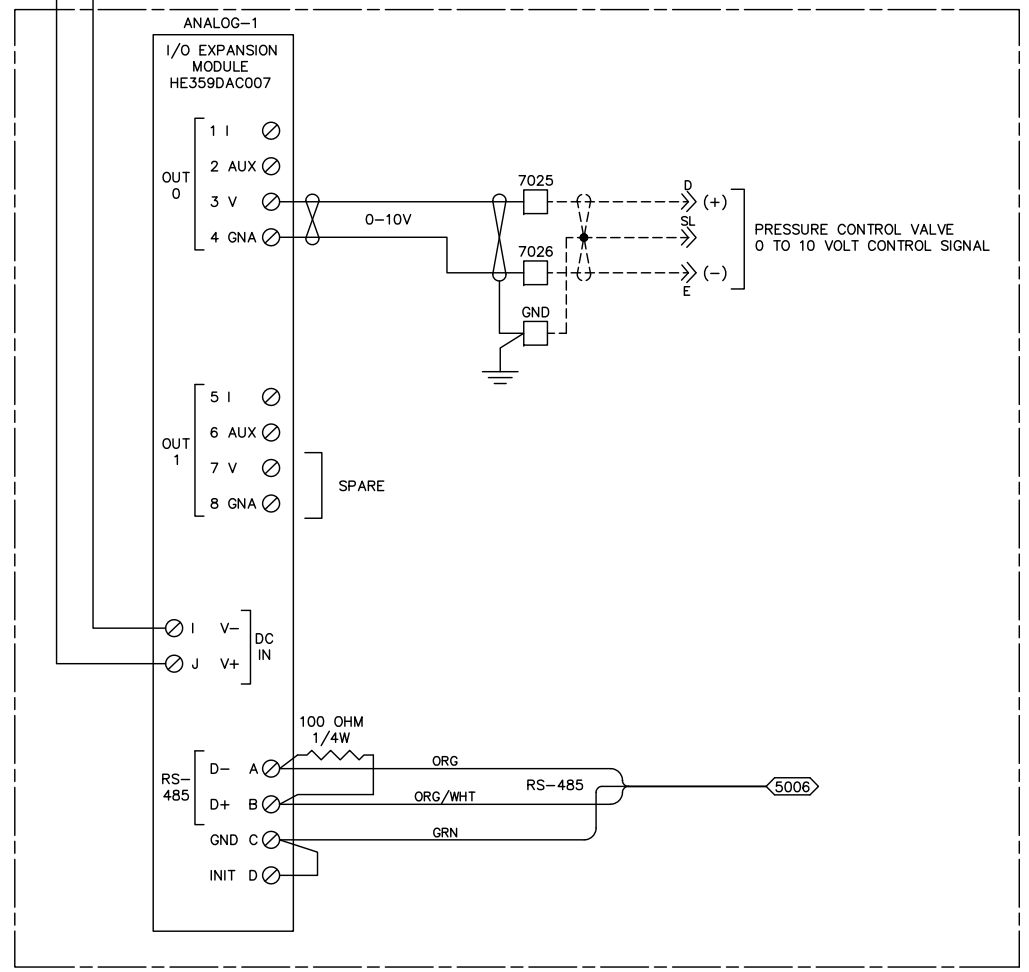 ANALOG-1
I/O EXPANSION
MODULE
HE359DAC007
OUT
0
1 I
2 AUX
3 V
4 GNA
0-10V
7025
7026
GND
D
(+)
SL
(-)
E
PRESSURE CONTROL VALVE
0 TO 10 VOLT CONTROL SIGNAL
OUT
1
5 I
6 AUX
7 V
8 GNA
SPARE
I V-
J V+
DC
IN
100 OHM
1/4W
RS-
485
D- A
D+ B
GND C
INIT D
ORG
ORG/WHT
GRN
RS-485
5006